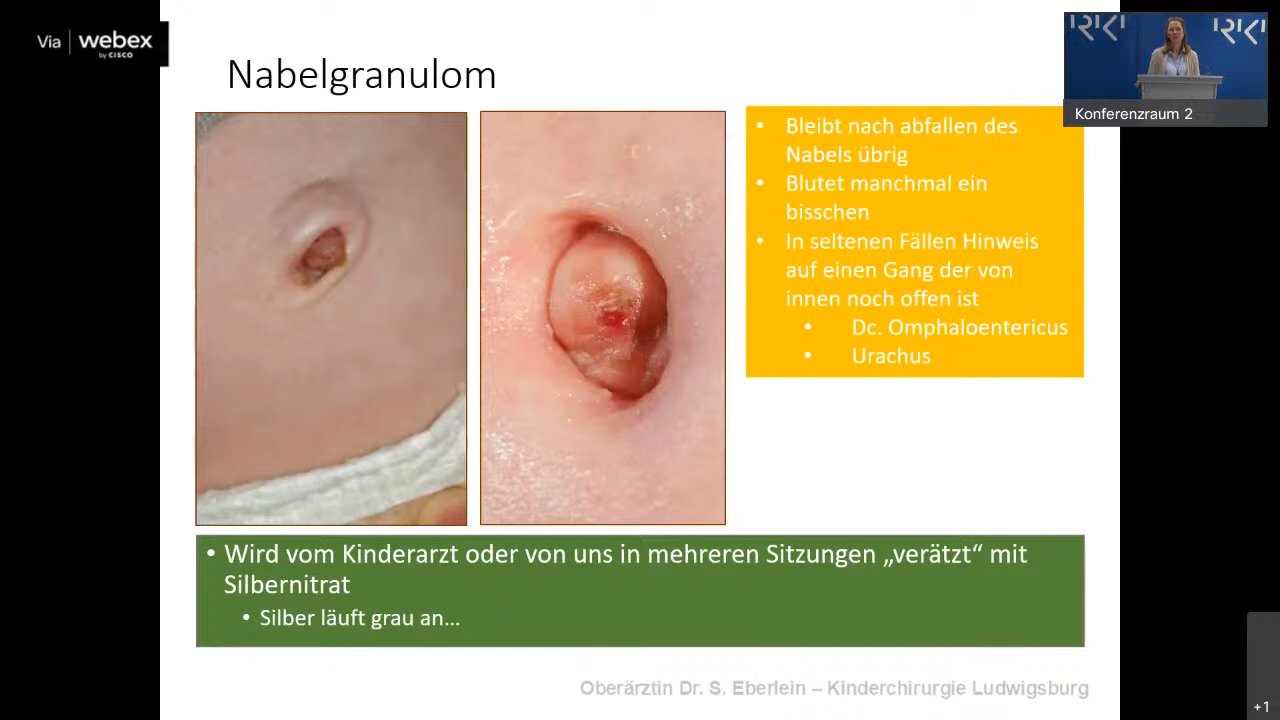 Via webex
by CISCO
Nabelgranulom
RKI RKI
Konferenzraum 2
• Bleibt nach abfallen des
Nabels übrig
• Blutet manchmal ein
bisschen
• In seltenen Fällen Hinweis
auf einen Gang der von
innen noch offen ist
• Dc. Omphaloentericus
• Urachus
• Wird vom Kinderarzt oder von uns in mehreren Sitzungen „verätzt“ mit
Silbernitrat
• Silber läuft grau an...
Oberärztin Dr. S. Eberlein – Kinderchirurgie Ludwigsburg
+1